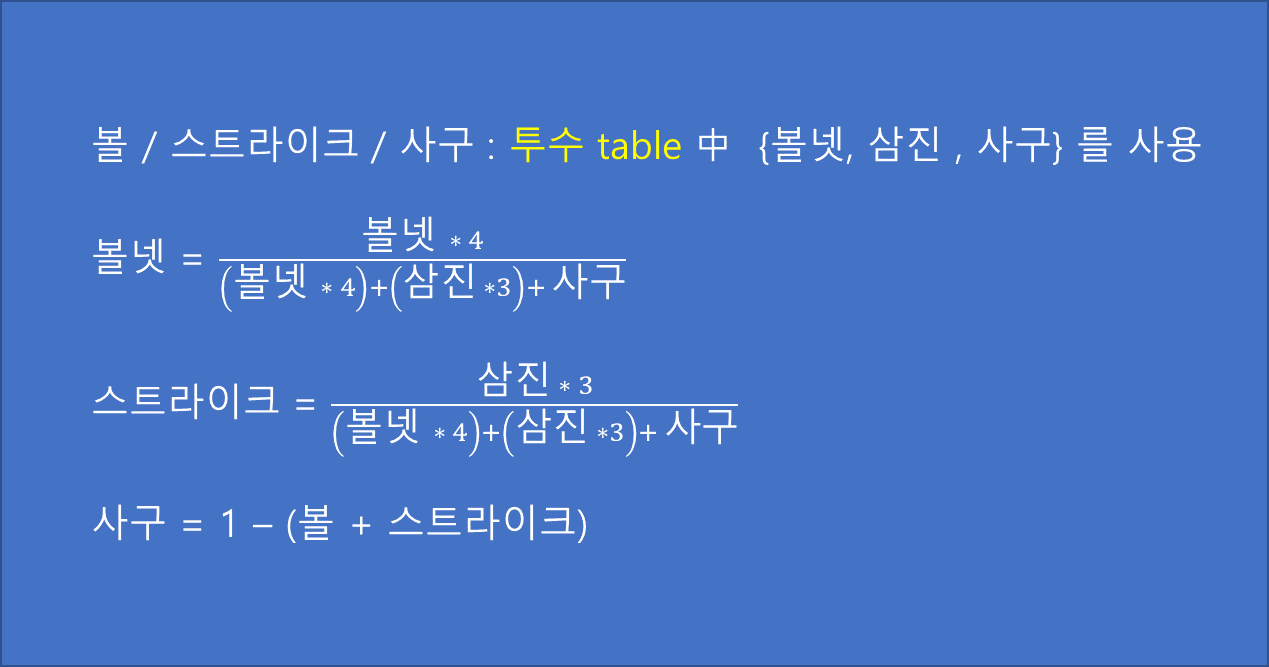 볼 / 스트라이크 / 사구 : 투수 table 中 {볼넷, 삼진 , 사구} 를 사용
볼넷 = \frac{볼넷 * 4}{(볼넷 * 4)+(삼진 *3)+ 사구}
스트라이크 = \frac{삼진 * 3}{(볼넷 * 4)+(삼진 *3)+ 사구}
사구 = 1 – (볼 + 스트라이크)